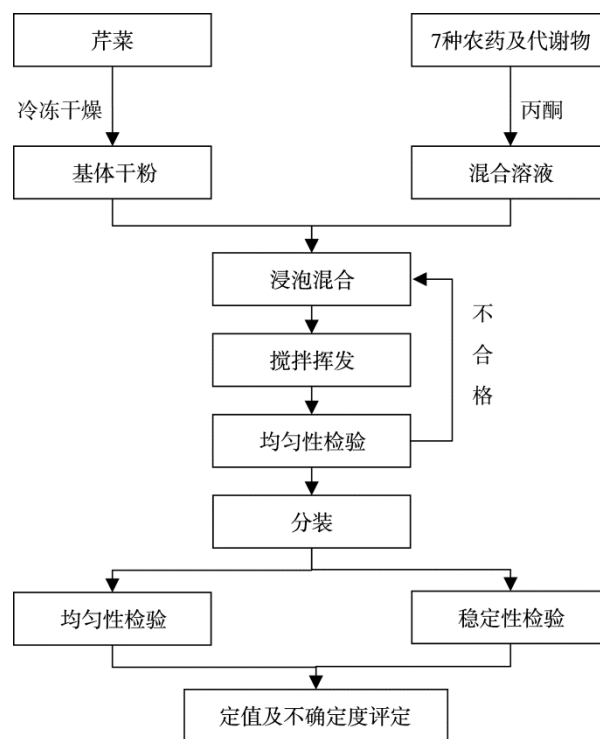 芹菜
7种农药及代谢物
冷冻干燥
丙酮
基体干粉
混合溶液
浸泡混合
不
合
格
搅拌挥发
均匀性检验
分装
均匀性检验
稳定性检验
定值及不确定度评定